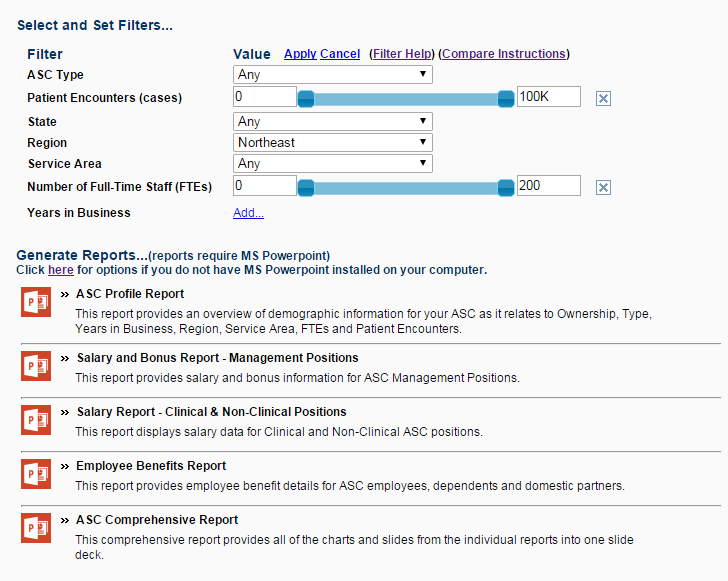 Select and Set Filters...
Filter Value Apply Cancel (Filter Help) (Compare Instructions)
ASC Type Any
Patient Encounters (cases) 0 100K
State Any
Region Northeast
Service Area Any
Number of Full-Time Staff (FTEs) 0 200
Years in Business Add...
Generate Reports...(reports require MS Powerpoint)
Click here for options if you do not have MS Powerpoint installed on your computer.
P » ASC Profile Report
This report provides an overview of demographic information for your ASC as it relates to Ownership, Type,
Years in Business, Region, Service Area, FTEs and Patient Encounters.
P » Salary and Bonus Report - Management Positions
This report provides salary and bonus information for ASC Management Positions.
P » Salary Report - Clinical & Non-Clinical Positions
This report displays salary data for Clinical and Non-Clinical ASC positions.
P » Employee Benefits Report
This report provides employee benefit details for ASC employees, dependents and domestic partners.
P » ASC Comprehensive Report
This comprehensive report provides all of the charts and slides from the individual reports into one slide
deck.